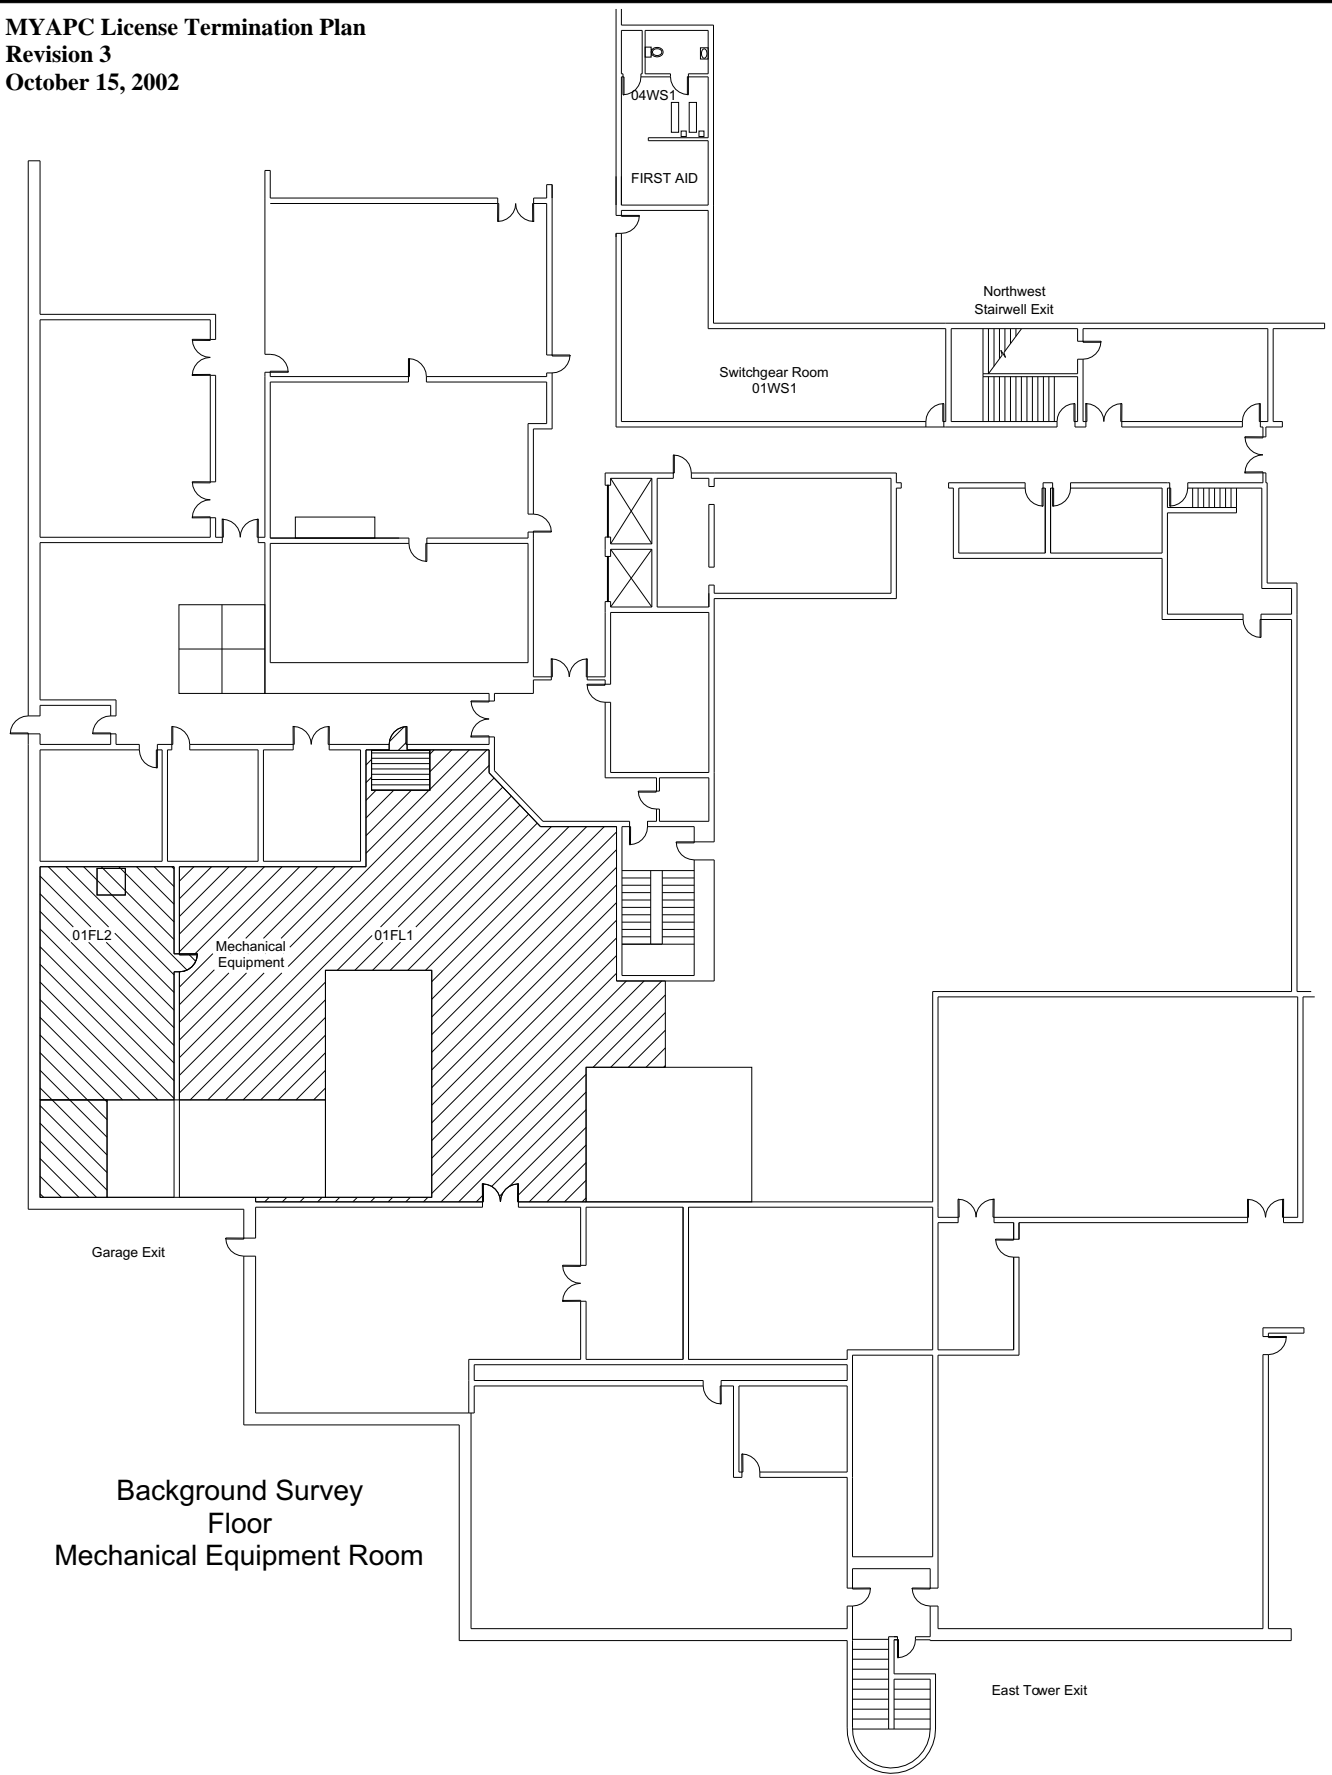 MYAPC License Termination Plan
Revision 3
October 15, 2002
04WS1
FIRST AID
Northwest
Stairwell Exit
Switchgear Room
01WS1
01FL2
Mechanical
Equipment
01FL1
Garage Exit
Background Survey
Floor
Mechanical Equipment Room
East Tower Exit